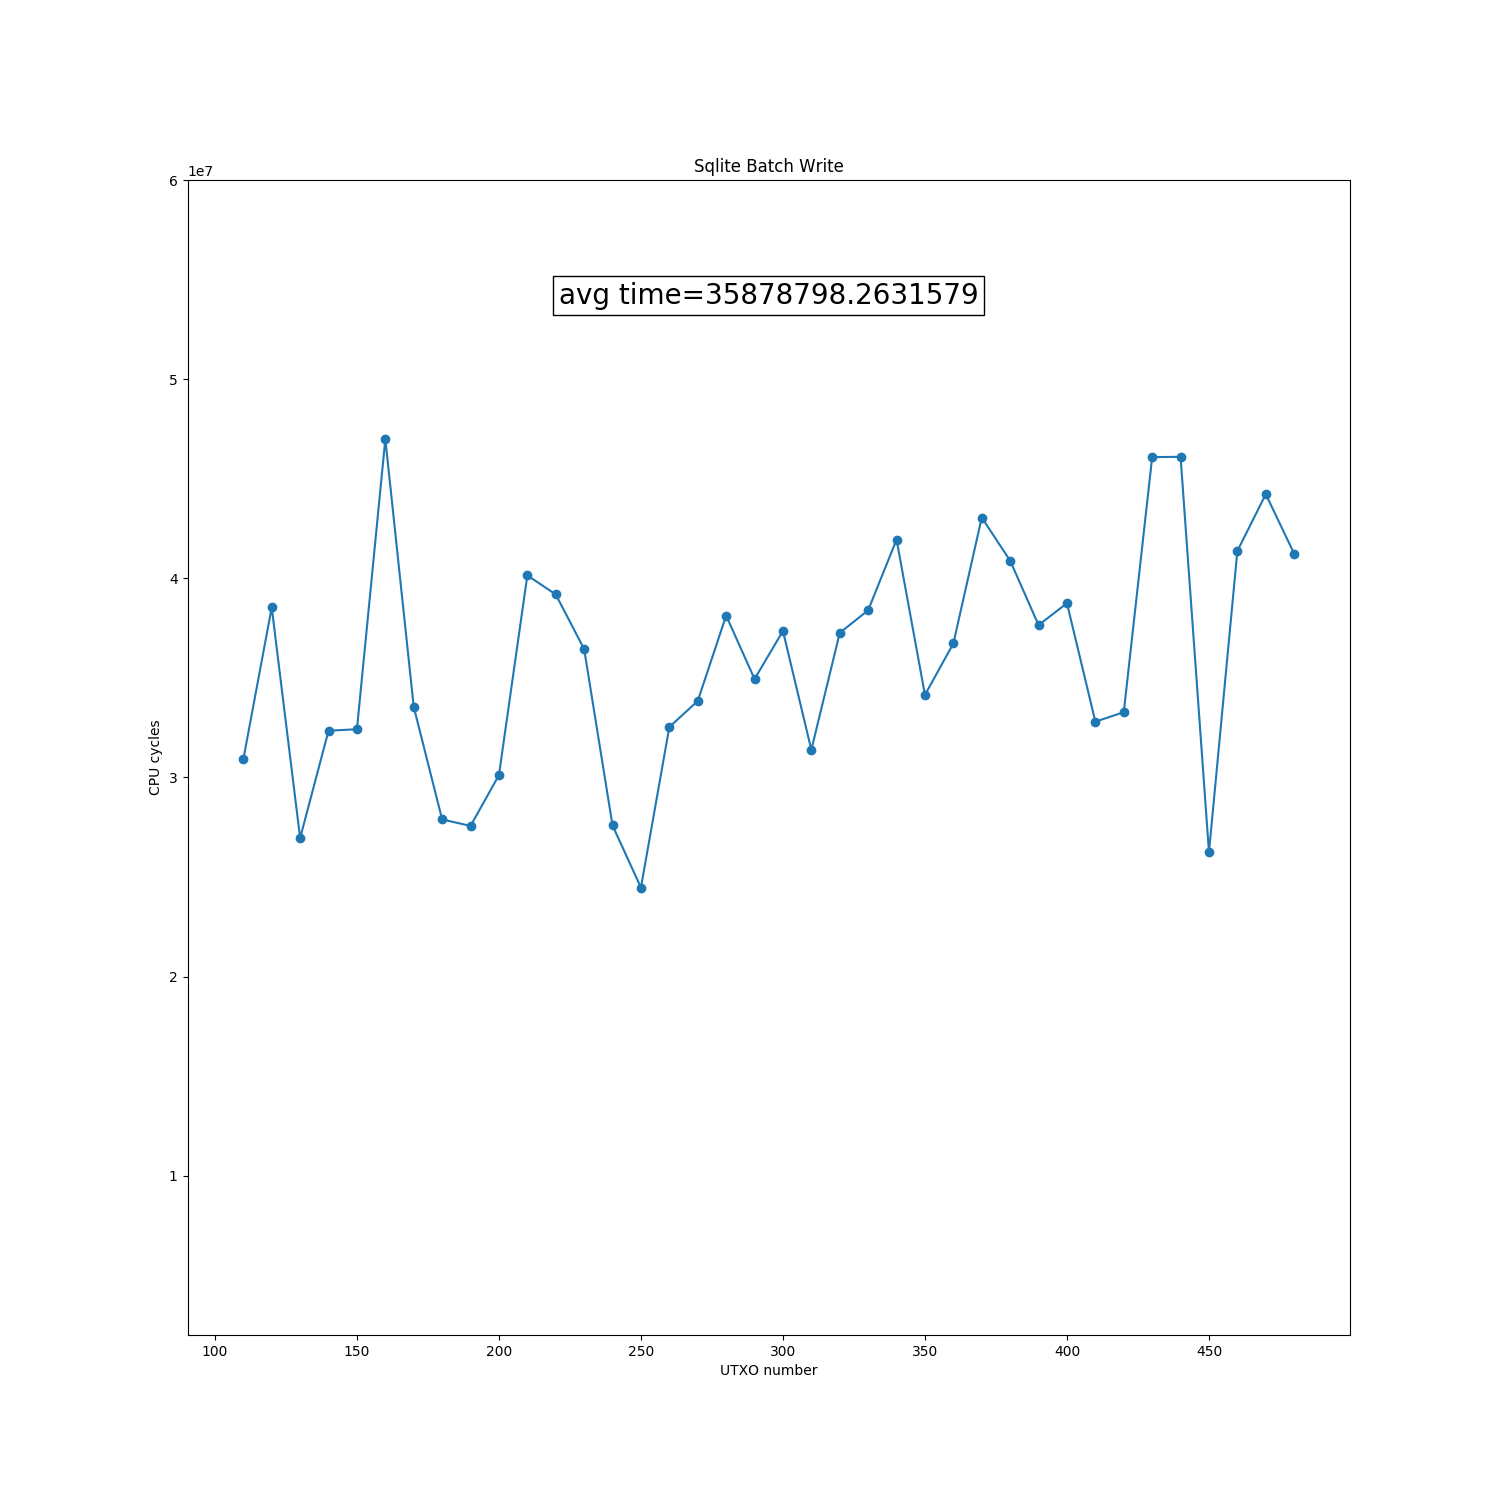 Sqlite Batch Write
1e7
6
avg time=35878798.2631579
5
4
3
CPU cycles
2
1
100 150 200 250 300 350 400 450
UTXO number